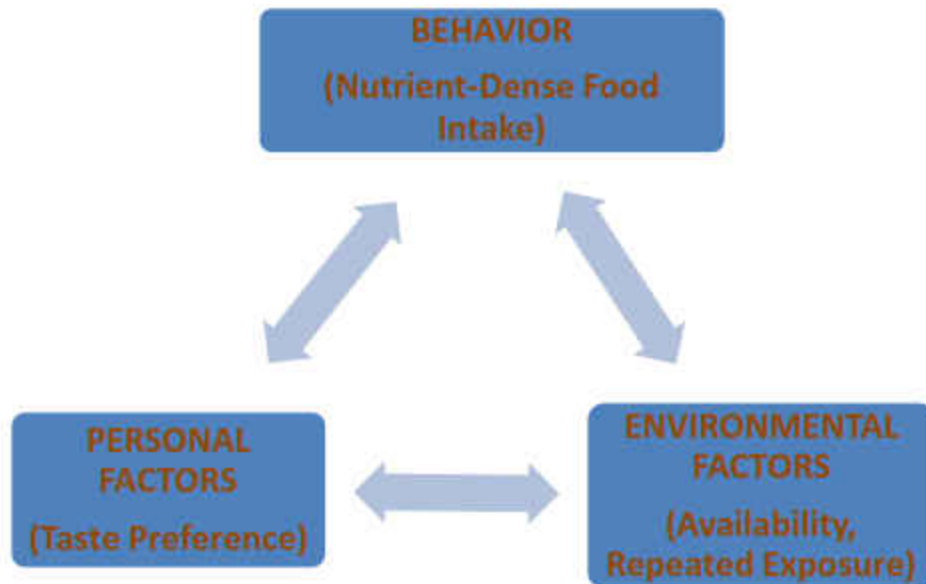 BEHAVIOR
(Nutrient-Dense Food
Intake)
PERSONAL
FACTORS
(Taste Preference)
ENVIRONMENTAL
FACTORS
(Availability,
Repeated Exposure)